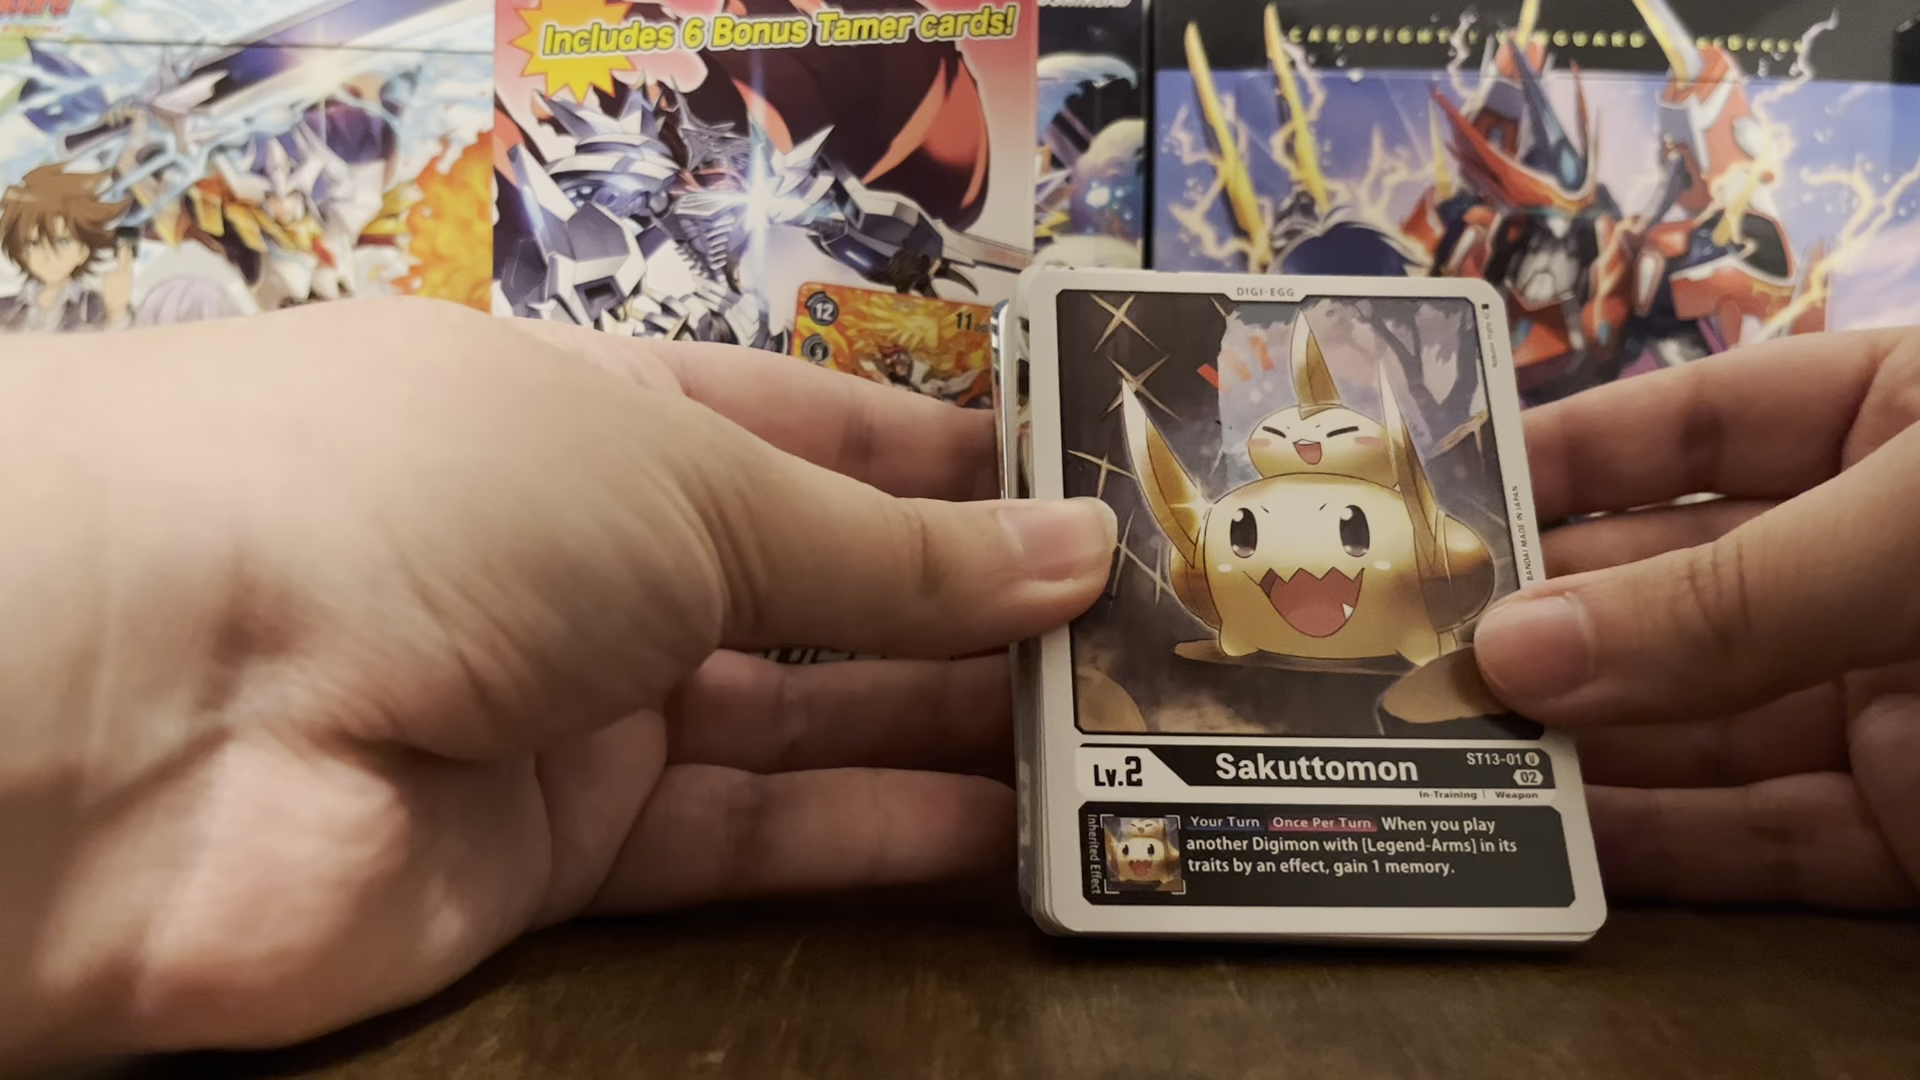 Includes 6 Bonus Tamer cards!
CARDFIGHT!! VANGUARD
12
11
DIGI-EGG
BANDAI MADE IN JAPAN
Lv.2
Sakuttomon
ST13-01 U
02
In-Training | Weapon
Inherited Effect
Your Turn Once Per Turn When you play
another Digimon with [Legend-Arms] in its
traits by an effect, gain 1 memory.